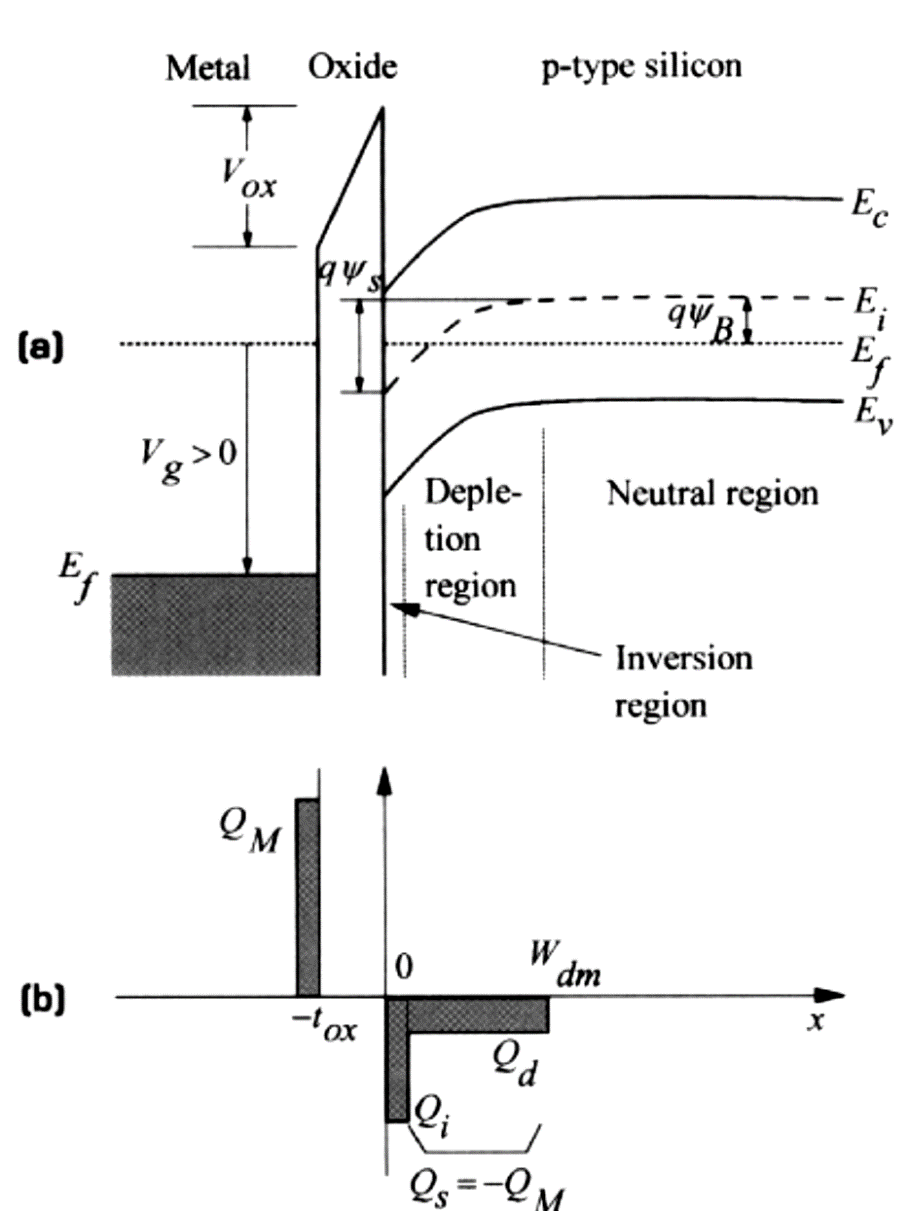 Metal Oxide p-type silicon
V_ox
E_c
qψ_s
E_i
qψ_B
(a)
E_f
E_v
V_g > 0
Deple-
tion
region
Neutral region
E_f
Inversion
region
Q_M
0
W_dm
(b)
-t_ox
x
Q_d
Q_i
Q_s = -Q_M